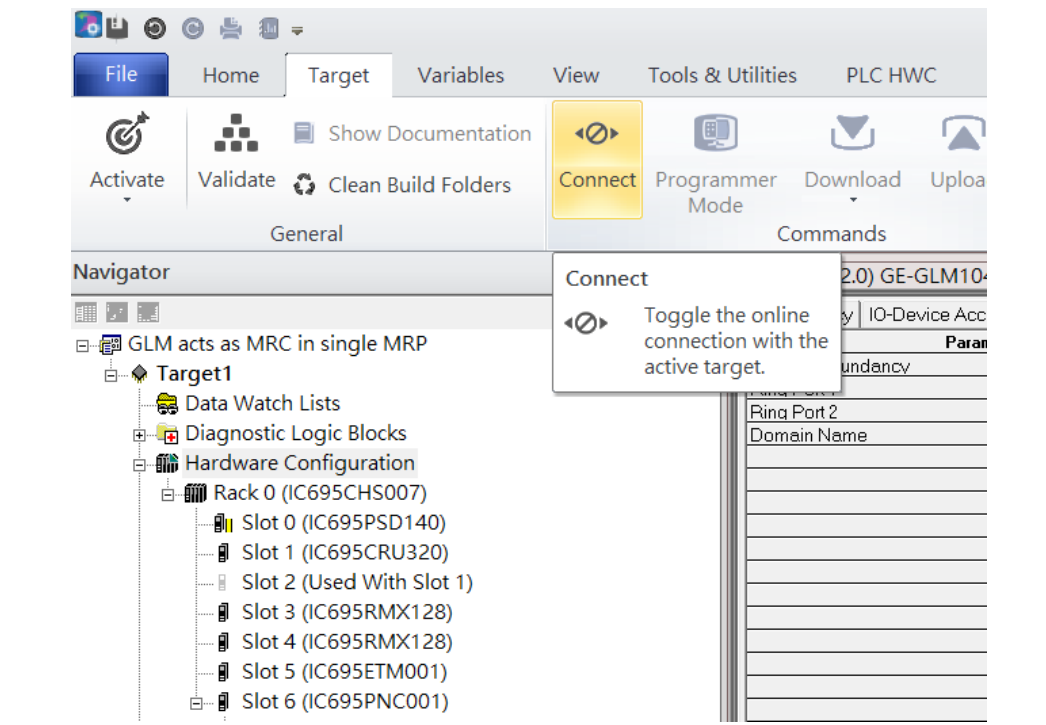 File Home Target Variables View Tools & Utilities PLC HWC
Show Documentation
Activate Validate Clean Build Folders Connect Programmer Mode Download
General Commands
Navigator
Connect
Toggle the online
connection with the
active target.
2.0) GE-GLM104
IO-Device Acc
GLM acts as MRC in single MRP
Target1
Data Watch Lists
Diagnostic Logic Blocks
Hardware Configuration
Rack 0 (IC695CHS007)
Slot 0 (IC695PSD140)
Slot 1 (IC695CRU320)
Slot 2 (Used With Slot 1)
Slot 3 (IC695RMX128)
Slot 4 (IC695RMX128)
Slot 5 (IC695ETM001)
Slot 6 (IC695PNC001)
Ring Port 2
Domain Name